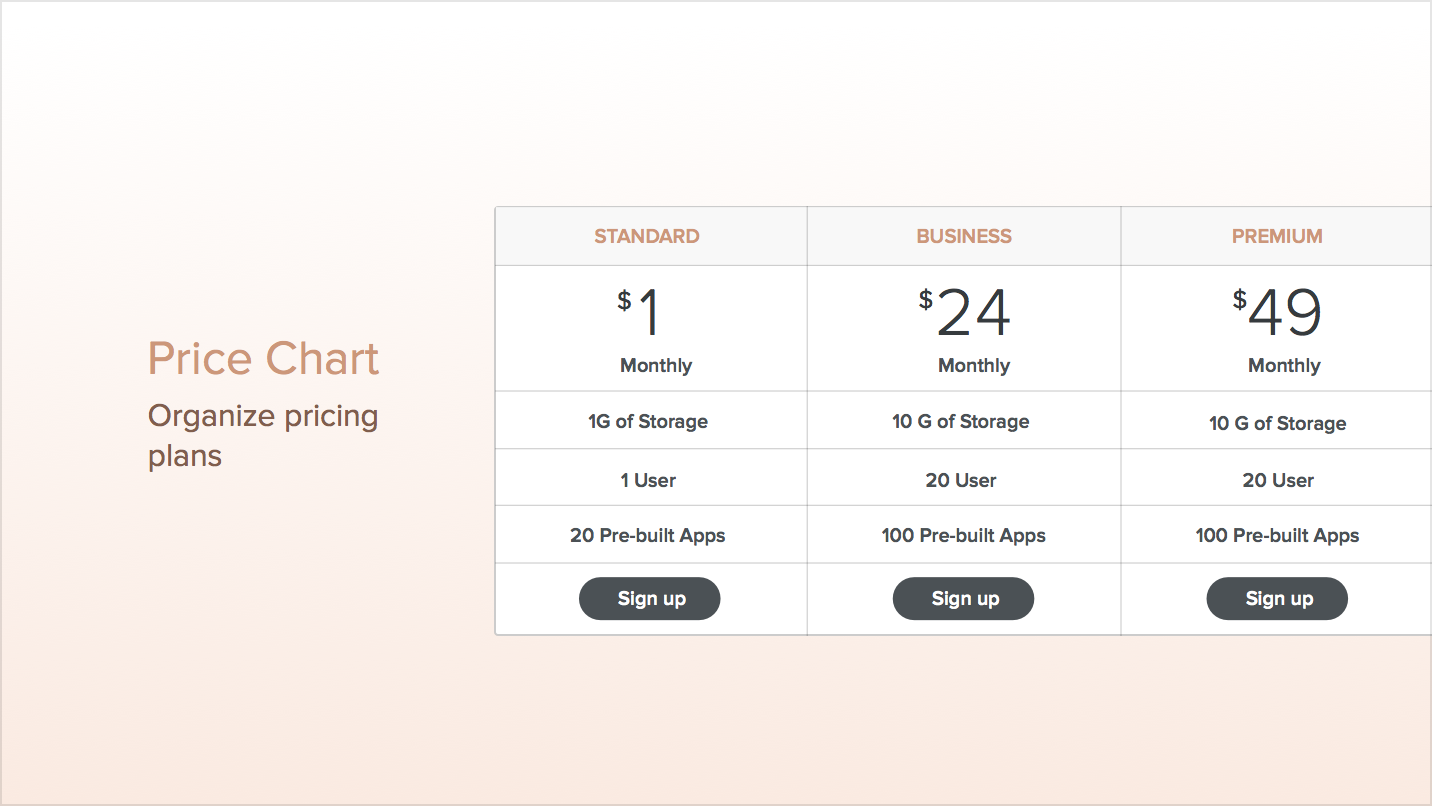 Price Chart
Organize pricing
plans
STANDARD BUSINESS PREMIUM
$1 $24 $49
Monthly Monthly Monthly
1G of Storage 10 G of Storage 10 G of Storage
1 User 20 User 20 User
20 Pre-built Apps 100 Pre-built Apps 100 Pre-built Apps
Sign up Sign up Sign up